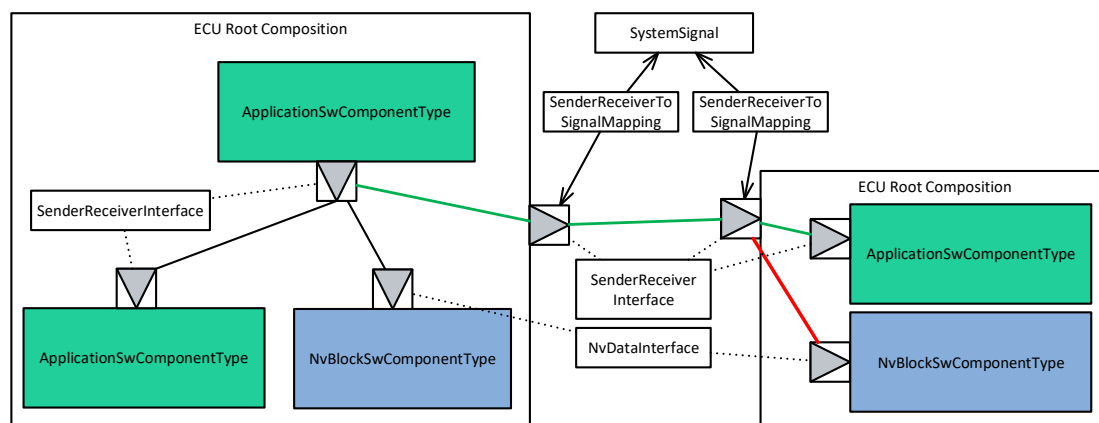 ECU Root Composition
SystemSignal
ApplicationSwComponentType
SenderReceiverTo
SignalMapping
SenderReceiverTo
SignalMapping
SenderReceiverInterface
ECU Root Composition
ApplicationSwComponentType
SenderReceiver
Interface
NvDataInterface
ApplicationSwComponentType
NvBlockSwComponentType
NvBlockSwComponentType